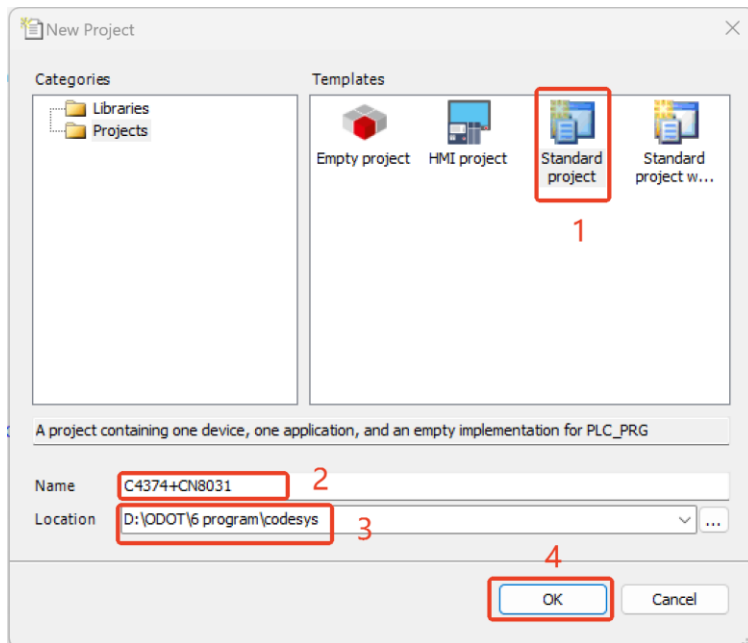 New Project
Categories
Templates
Libraries
Projects
Empty project
HMI project
Standard
project
Standard
project w...
1
A project containing one device, one application, and an empty implementation for PLC_PRG
Name
C4374+CN8031
2
Location
D:\ODOT\6 program\codesys
...
3
4
OK
Cancel